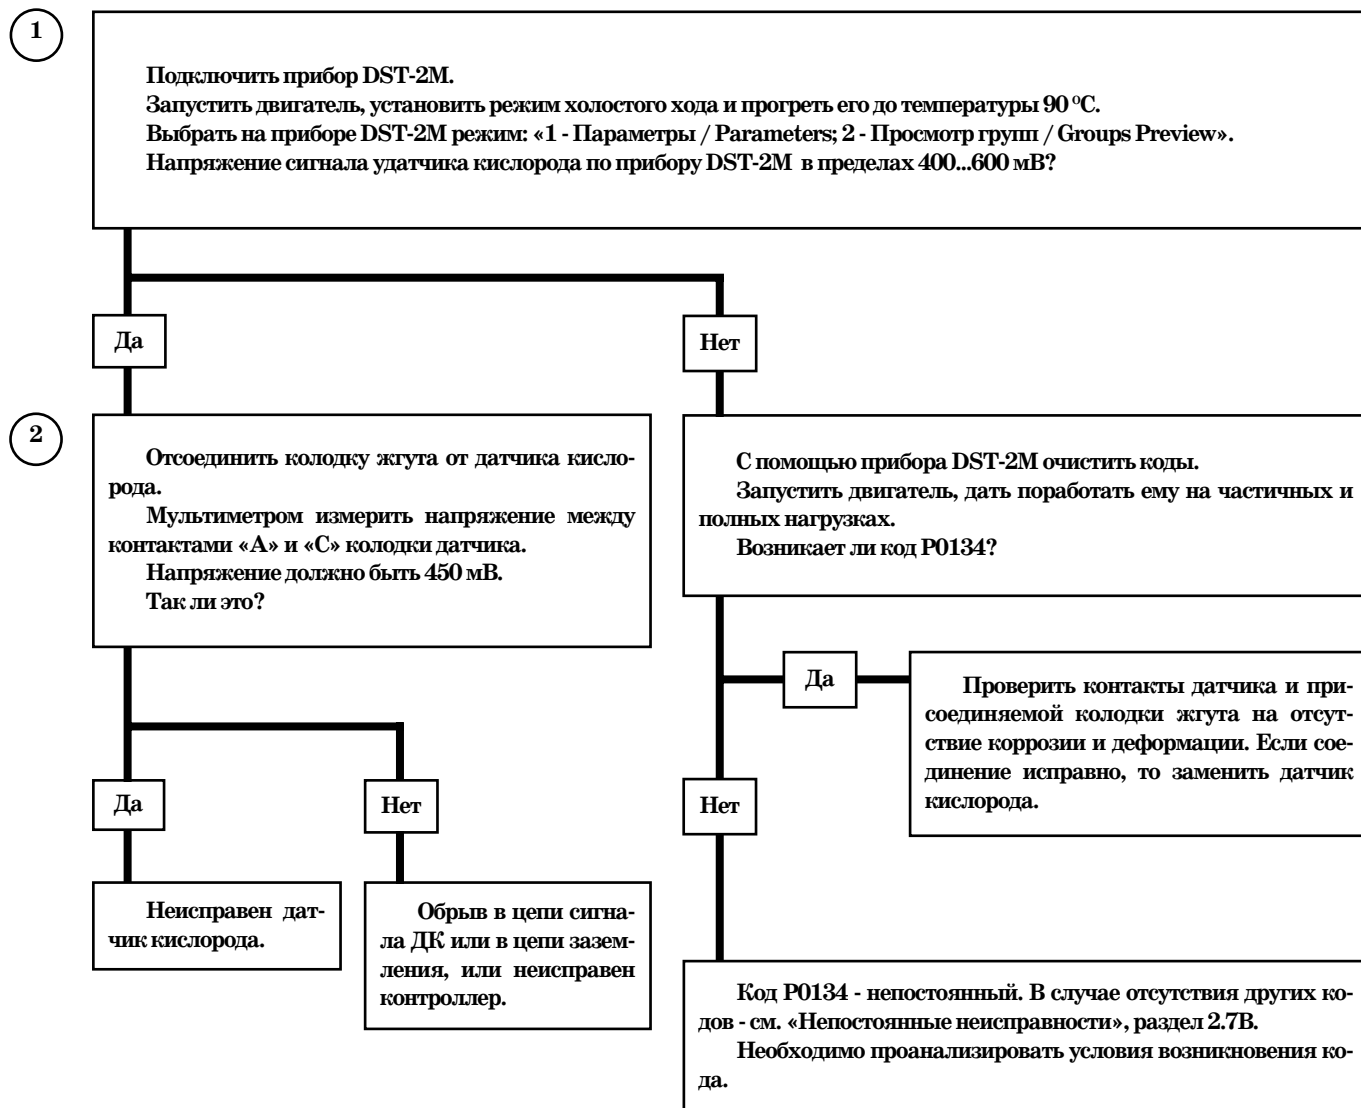 1
Подключить прибор DST-2M.
Запустить двигатель, установить режим холостого хода и прогреть его до температуры 90 °С.
Выбрать на приборе DST-2M режим: «1 - Параметры / Parameters; 2 - Просмотр групп / Groups Preview».
Напряжение сигнала удатчика кислорода по прибору DST-2M в пределах 400...600 мВ?
Да
Нет
2
Отсоединить колодку жгута от датчика кисло-
рода.
Мультиметром измерить напряжение между
контактами «А» и «С» колодки датчика.
Напряжение должно быть 450 мВ.
Так ли это?
С помощью прибора DST-2M очистить коды.
Запустить двигатель, дать поработать ему на частичных и
полных нагрузках.
Возникает ли код Р0134?
Да
Проверить контакты датчика и при-
соединяемой колодки жгута на отсут-
ствие коррозии и деформации. Если сое-
динение исправно, то заменить датчик
кислорода.
Да
Нет
Нет
Неисправен дат-
чик кислорода.
Обрыв в цепи сигна-
ла ДК или в цепи зазем-
ления, или неисправен
контроллер.
Код Р0134 - непостоянный. В случае отсутствия других ко-
дов - см. «Непостоянные неисправности», раздел 2.7В.
Необходимо проанализировать условия возникновения ко-
да.